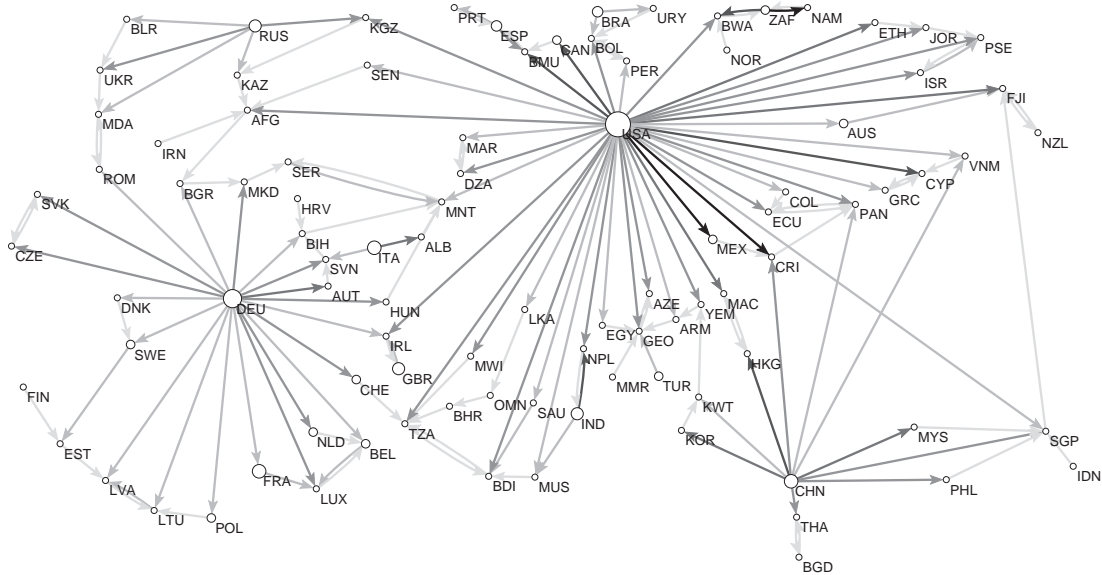 PRT
ESP
BRA
URY
BWA
ZAF
NAM
BLR
RUS
KGZ
CAN
BMU
BOL
ETH
JOR
PSE
NOR
PER
SEN
ISR
UKR
KAZ
FJI
MDA
AFG
USA
AUS
NZL
IRN
MAR
VNM
ROM
BGR
MKD
SER
DZA
CYP
GRC
SVK
HRV
MNT
COL
ECU
PAN
BIH
ITA
ALB
MEX
CRI
CZE
SVN
AUT
DNK
DEU
HUN
LKA
AZE
MAC
YEM
ARM
EGY
GEO
SWE
IRL
MWI
NPL
HKG
GBR
MMR
TUR
CHE
FIN
BHR
OMN
SAU
IND
KWT
TZA
KOR
MYS
SGP
EST
NLD
BEL
IDN
LVA
FRA
LUX
BDI
MUS
CHN
PHL
LTU
POL
THA
BGD